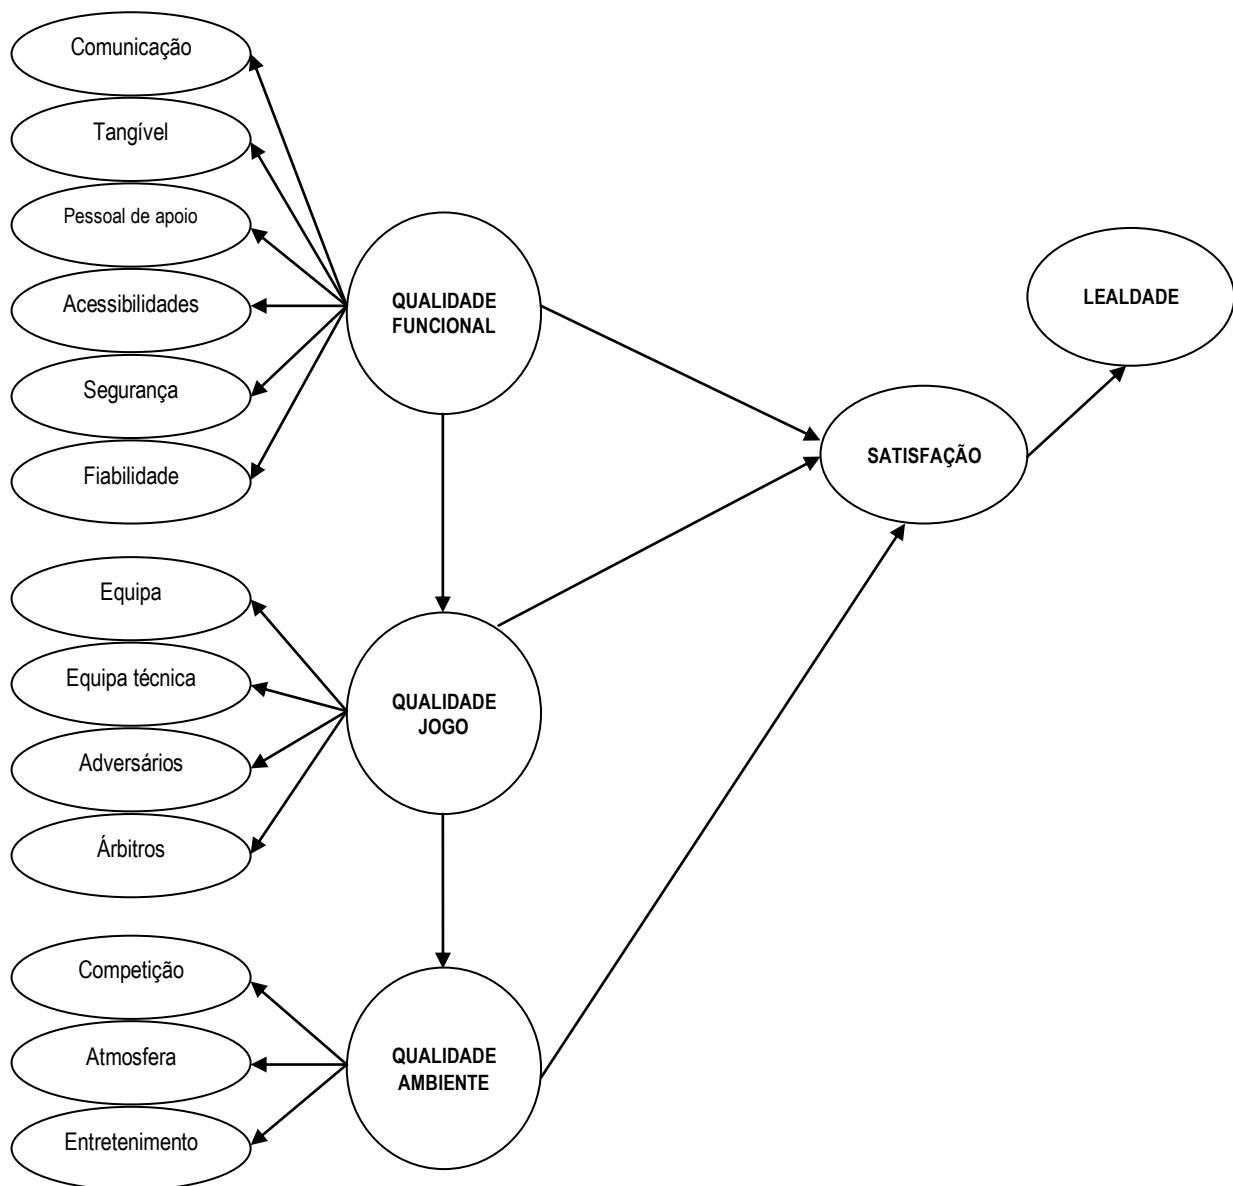 Comunicação
Tangível
Pessoal de apoio
Acessibilidades
Segurança
Fiabilidade
QUALIDADE
FUNCIONAL
LEALDADE
SATISFAÇÃO
Equipa
Equipa técnica
Adversários
Árbitros
QUALIDADE
JOGO
Competição
Atmosfera
Entretenimento
QUALIDADE
AMBIENTE